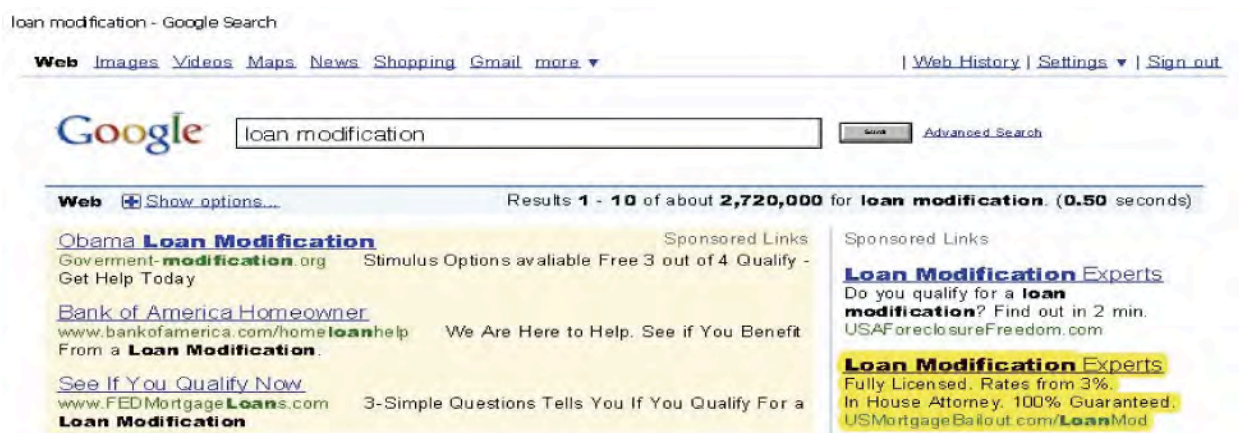 loan modification - Google Search
Web Images Videos Maps News Shopping Gmail more ▼ | Web History | Settings ▼ | Sign out
Google loan modification Search Advanced Search
Web Show options... Results 1 - 10 of about 2,720,000 for loan modification. (0.50 seconds)
Obama Loan Modification Sponsored Links
Goverment-modification.org Stimulus Options avaliable Free 3 out of 4 Qualify -
Get Help Today
Bank of America Homeowner
www.bankofamerica.com/homeloanhelp We Are Here to Help. See if You Benefit
From a Loan Modification.
See If You Qualify Now
www.FEDMortgageLoans.com 3-Simple Questions Tells You If You Qualify For a
Loan Modification
Sponsored Links
Loan Modification Experts
Do you qualify for a loan
modification? Find out in 2 min.
USAForeclosureFreedom.com
Loan Modification Experts
Fully Licensed. Rates from 3%.
In House Attorney. 100% Guaranteed.
USMortgageBailout.com/LoanMod